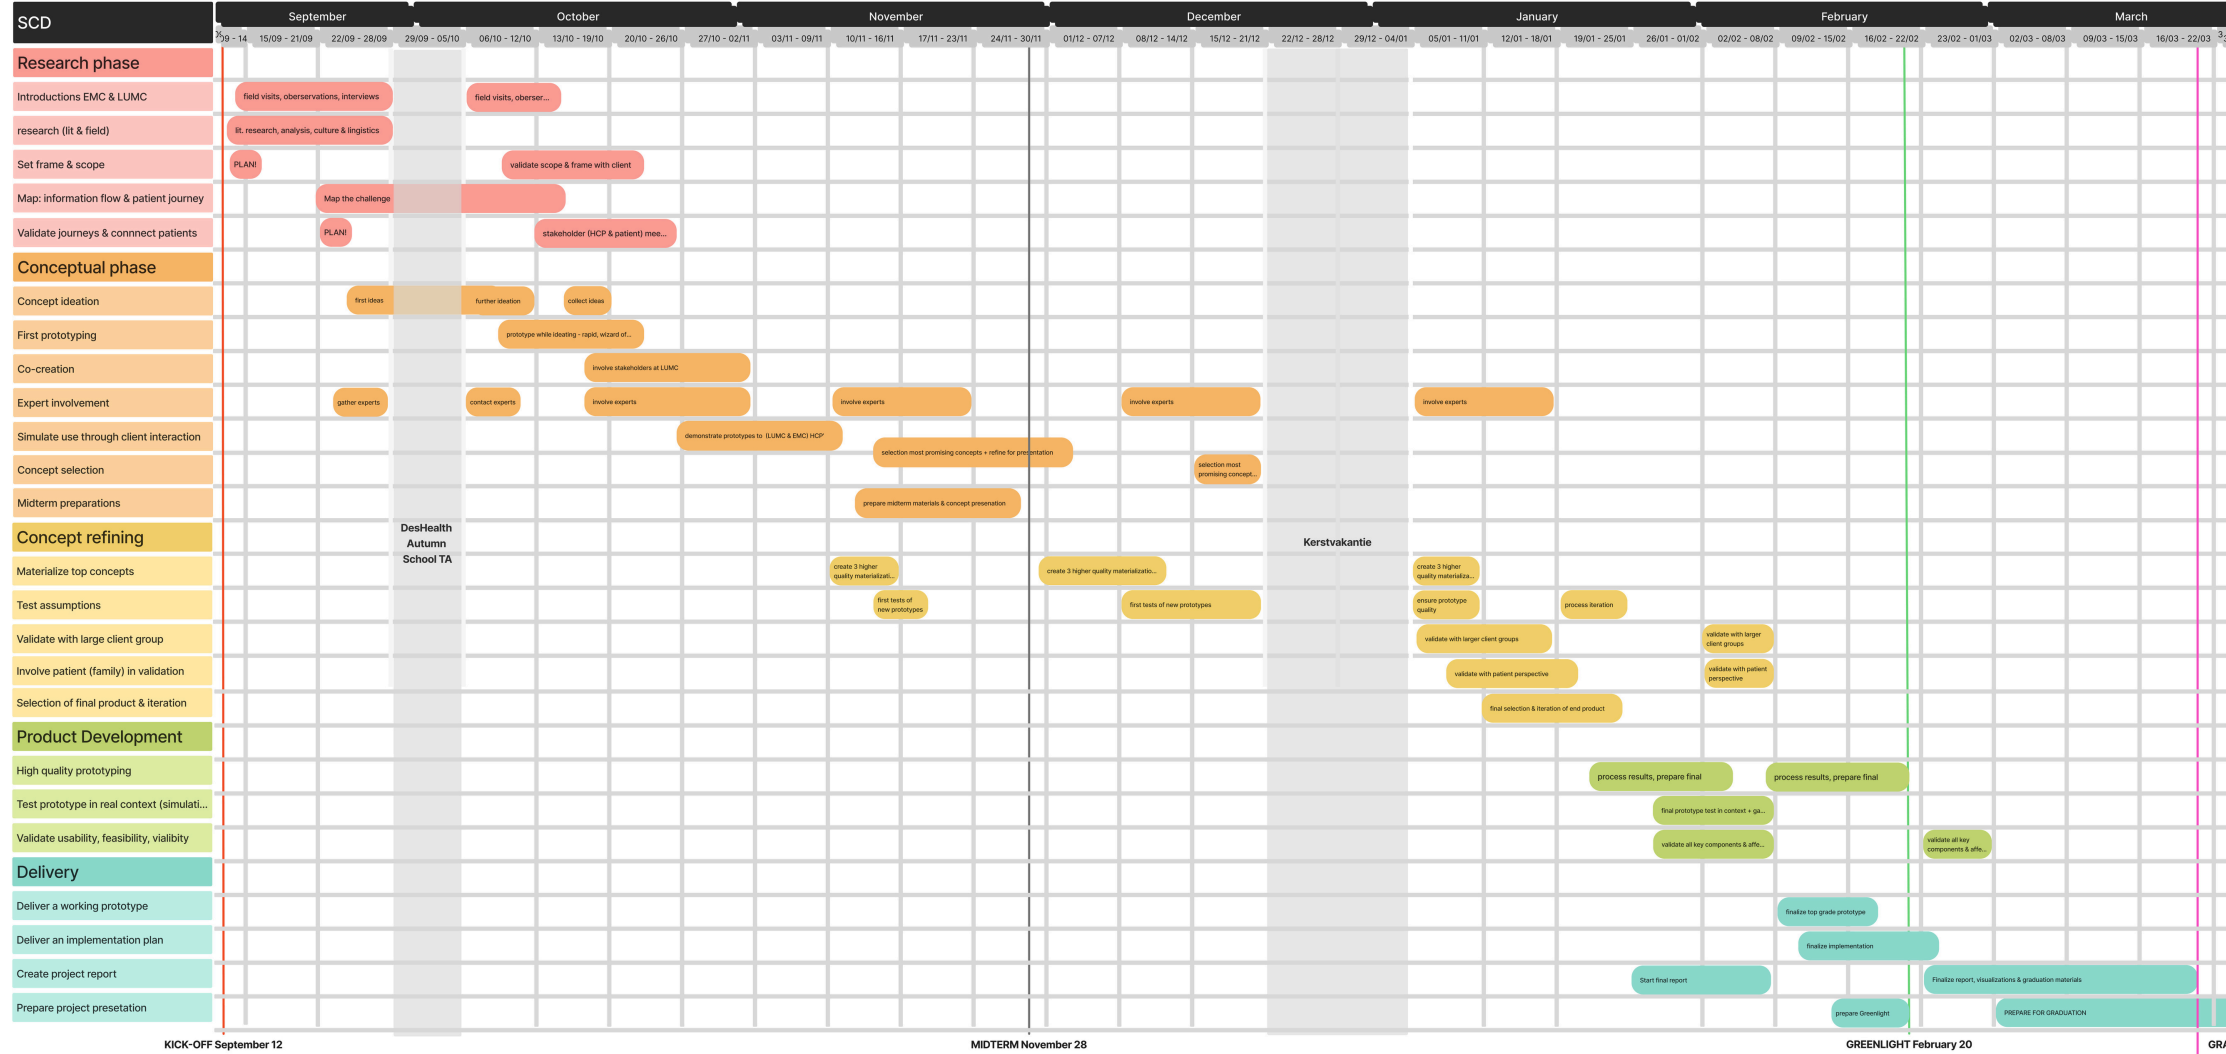 SCD
September
October
November
December
January
February
March
09 - 14
15/09 - 21/09
22/09 - 28/09
29/09 - 05/10
06/10 - 12/10
13/10 - 19/10
20/10 - 26/10
27/10 - 02/11
03/11 - 09/11
10/11 - 16/11
17/11 - 23/11
24/11 - 30/11
01/12 - 07/12
08/12 - 14/12
15/12 - 21/12
22/12 - 28/12
29/12 - 04/01
05/01 - 11/01
12/01 - 18/01
19/01 - 25/01
26/01 - 01/02
02/02 - 08/02
09/02 - 15/02
16/02 - 22/02
23/02 - 01/03
02/03 - 08/03
09/03 - 15/03
16/03 - 22/03
Research phase
Introductions EMC & LUMC
field visits, oberservations, interviews
field visits, oberser...
research (lit & field)
lit. research, analysis, culture & lingistics
Set frame & scope
PLAN!
validate scope & frame with client
Map: information flow & patient journey
Map the challenge
Validate journeys & connnect patients
PLAN!
stakeholder (HCP & patient) mee...
Conceptual phase
Concept ideation
first ideas
further ideation
collect ideas
First prototyping
prototype while ideating - rapid, wizard of...
Co-creation
involve stakeholders at LUMC
Expert involvement
gather experts
contact experts
involve experts
involve experts
involve experts
involve experts
Simulate use through client interaction
demonstrate prototypes to (LUMC & EMC) HCP'
selection most promising concepts + refine for presentation
Concept selection
selection most
promising concept...
Midterm preparations
prepare midterm materials & concept presenation
Concept refining
DesHealth
Autumn
School TA
Kerstvakantie
Materialize top concepts
create 3 higher
quality materializati...
create 3 higher quality materializatio...
create 3 higher
quality materializa...
Test assumptions
first tests of
new prototypes
first tests of new prototypes
ensure prototype
quality
process iteration
Validate with large client group
validate with larger client groups
validate with larger
client groups
Involve patient (family) in validation
validate with patient perspective
validate with patient
perspective
Selection of final product & iteration
final selection & iteration of end product
Product Development
High quality prototyping
process results, prepare final
process results, prepare final
Test prototype in real context (simulati...
final prototype test in context + ga...
Validate usability, feasibility, vialibity
validate all key components & affe...
validate all key
components & affe...
Delivery
Deliver a working prototype
finalize top grade prototype
Deliver an implementation plan
finalize implementation
Create project report
Start final report
Finalize report, visualizations & graduation materials
Prepare project presetation
prepare Greenlight
PREPARE FOR GRADUATION
KICK-OFF September 12
MIDTERM November 28
GREENLIGHT February 20
GRA